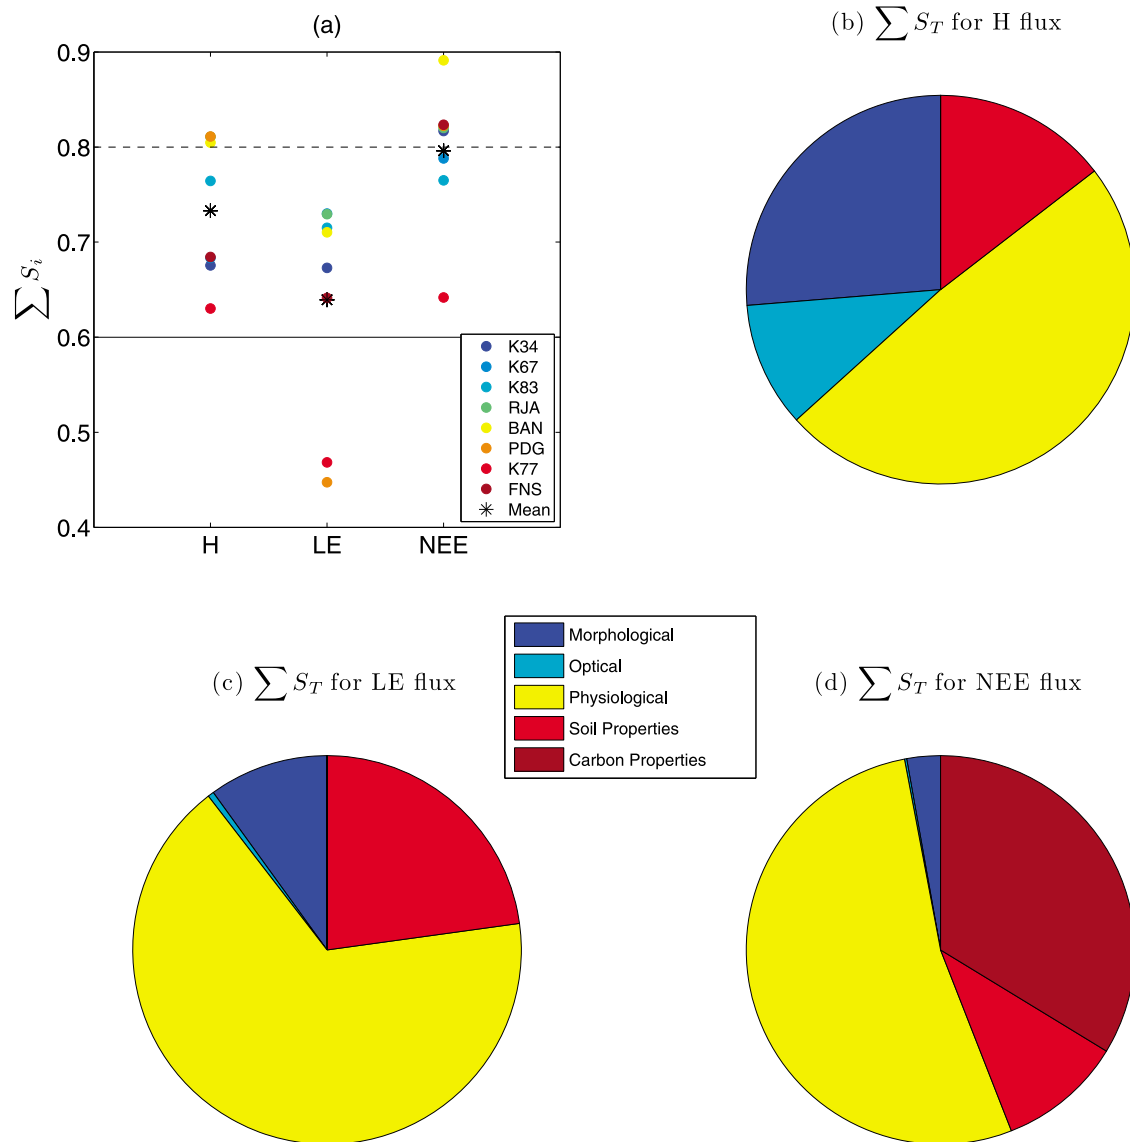 (a)
0.9
0.8
0.7
0.6
0.5
0.4
∑ S_i
H LE NEE
K34
K67
K83
RJA
BAN
PDG
K77
FNS
Mean
(b) ∑ S_T for H flux
(c) ∑ S_T for LE flux
Morphological
Optical
Physiological
Soil Properties
Carbon Properties
(d) ∑ S_T for NEE flux